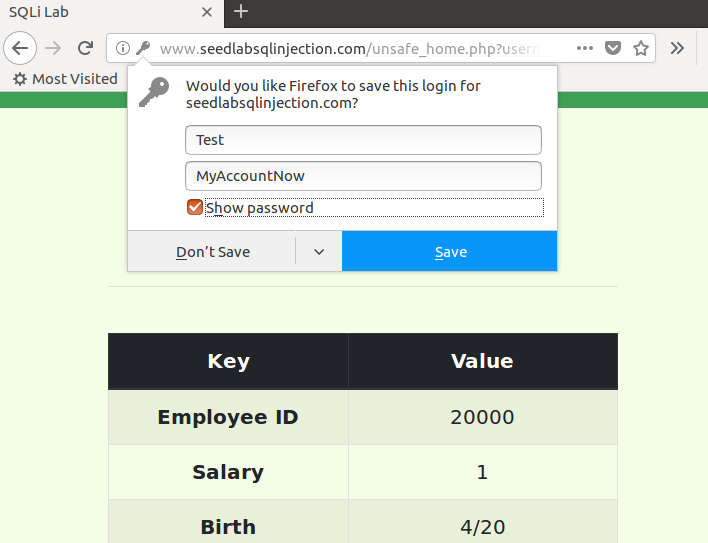 SQLi Lab
www.seedlabsqlinjection.com/unsafe_home.php?usern
Most Visited
Would you like Firefox to save this login for
seedlabsqlinjection.com?
Test
MyAccountNow
Show password
Don’t Save
Save
Key Value
Employee ID 20000
Salary 1
Birth 4/20